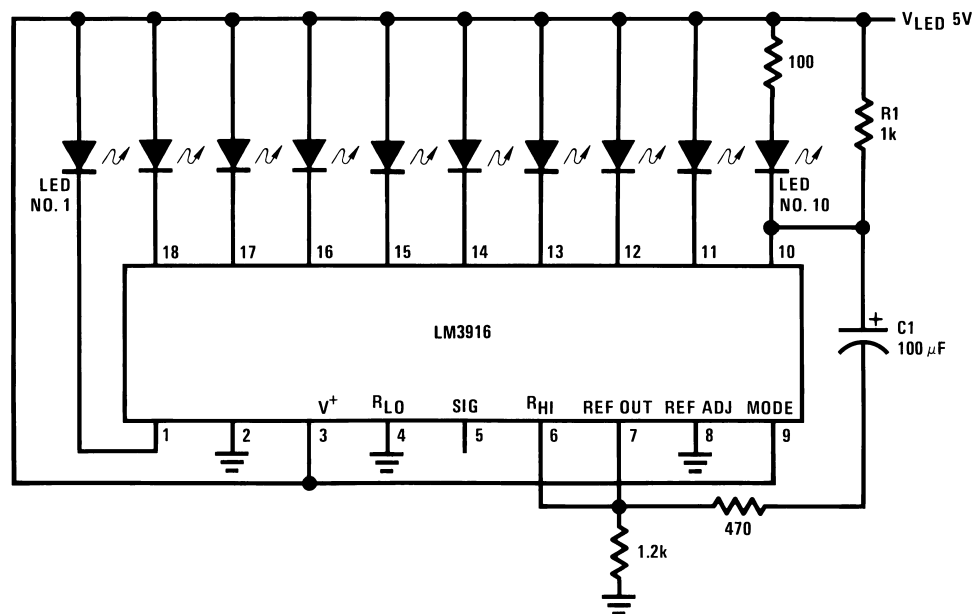 V_LED 5V
100
R1
1k
LED
NO. 1
LED
NO. 10
18 17 16 15 14 13 12 11 10
LM3916
+
C1
100 μF
V+ RLO SIG RHI REF OUT REF ADJ MODE
1 2 3 4 5 6 7 8 9
470
1.2k